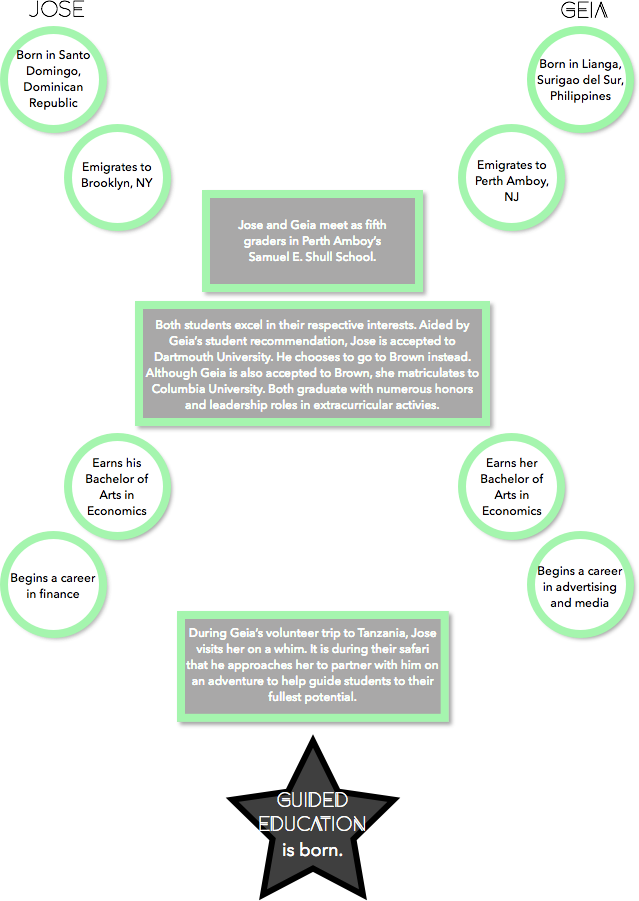 JOSE
GEIA
Born in Santo
Domingo,
Dominican
Republic
Born in Lianga,
Surigao del Sur,
Philippines
Emigrates to
Brooklyn, NY
Emigrates to
Perth Amboy,
NJ
Jose and Geia meet as fifth
graders in Perth Amboy's
Samuel E. Shull School.
Both students excel in their respective interests. Aided by
Geia's student recommendation, Jose is accepted to
Dartmouth University. He chooses to go to Brown instead.
Although Geia is also accepted to Brown, she matriculates to
Columbia University. Both graduate with numerous honors
and leadership roles in extracurricular activies.
Earns his
Bachelor of
Arts in
Economics
Earns her
Bachelor of
Arts in
Economics
Begins a career
in finance
Begins a career
in advertising
and media
During Geia's volunteer trip to Tanzania, Jose
visits her on a whim. It is during their safari
that he approaches her to partner with him on
an adventure to help guide students to their
fullest potential.
GUIDED
EDUCATION
is born.